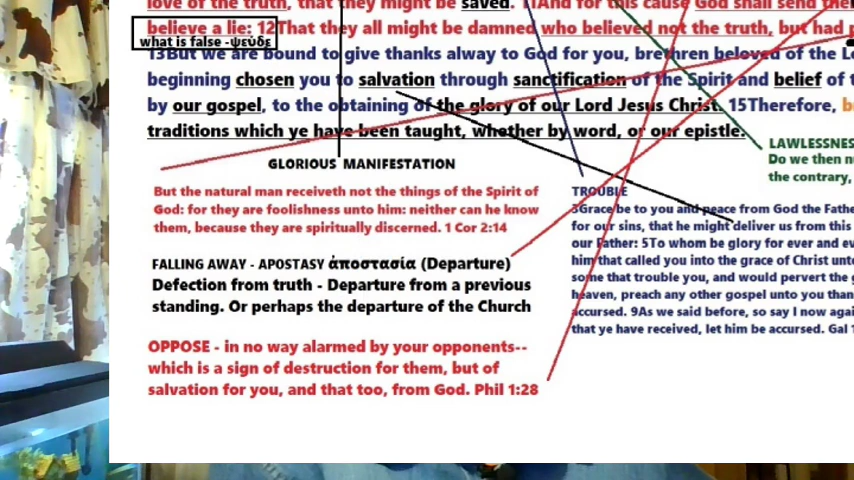 love of the truth, that they might be saved. 11And for this cause God shall send
believe a lie: 12That they all might be damned who believed not the truth, but had
what is false -ψεύδε
13But we are bound to give thanks alway to God for you, brethren beloved of the
beginning chosen you to salvation through sanctification of the Spirit and belief of
by our gospel, to the obtaining of the glory of our Lord Jesus Christ. 15Therefore,
traditions which ye have been taught, whether by word, or our epistle.
GLORIOUS MANIFESTATION
But the natural man receiveth not the things of the Spirit of
God: for they are foolishness unto him: neither can he know
them, because they are spiritually discerned. 1 Cor 2:14
FALLING AWAY - APOSTASY ἀποστασία (Departure)
Defection from truth - Departure from a previous
standing. Or perhaps the departure of the Church
OPPOSE - in no way alarmed by your opponents--
which is a sign of destruction for them, but of
salvation for you, and that too, from God. Phil 1:28
LAWLESSNES
Do we then
the contrary,
TROUBLE
3Grace be to you and peace from God the
for our sins, that he might deliver us from this
our Father: 5To whom be glory for ever and
him that called you into the grace of Christ
some that trouble you, and would pervert the
heaven, preach any other gospel unto you than
accursed. 9As we said before, so say I now
that ye have received, let him be accursed. Gal